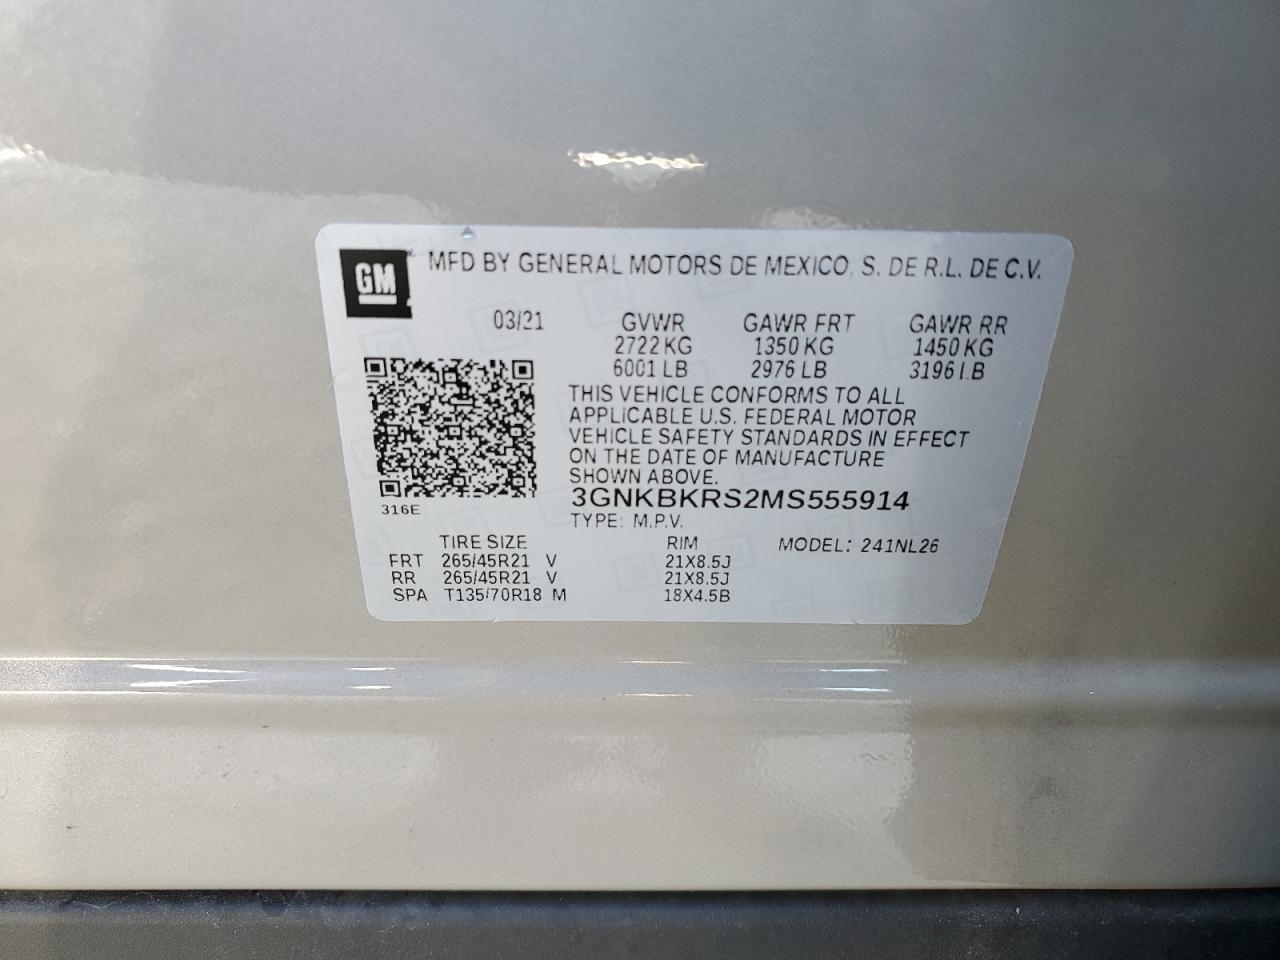 GM MFD BY GENERAL MOTORS DE MEXICO, S. DE R.L. DE C.V.
03/21 GVWR GAWR FRT GAWR RR
2722 KG 1350 KG 1450 KG
6001 LB 2976 LB 3196 LB
THIS VEHICLE CONFORMS TO ALL
APPLICABLE U.S. FEDERAL MOTOR
VEHICLE SAFETY STANDARDS IN EFFECT
ON THE DATE OF MANUFACTURE
SHOWN ABOVE.
3GNKBKRS2MS555914
316E
TYPE: M.P.V.
TIRE SIZE RIM MODEL: 241NL26
FRT 265/45R21 V 21X8.5J
RR 265/45R21 V 21X8.5J
SPA T135/70R18 M 18X4.5B